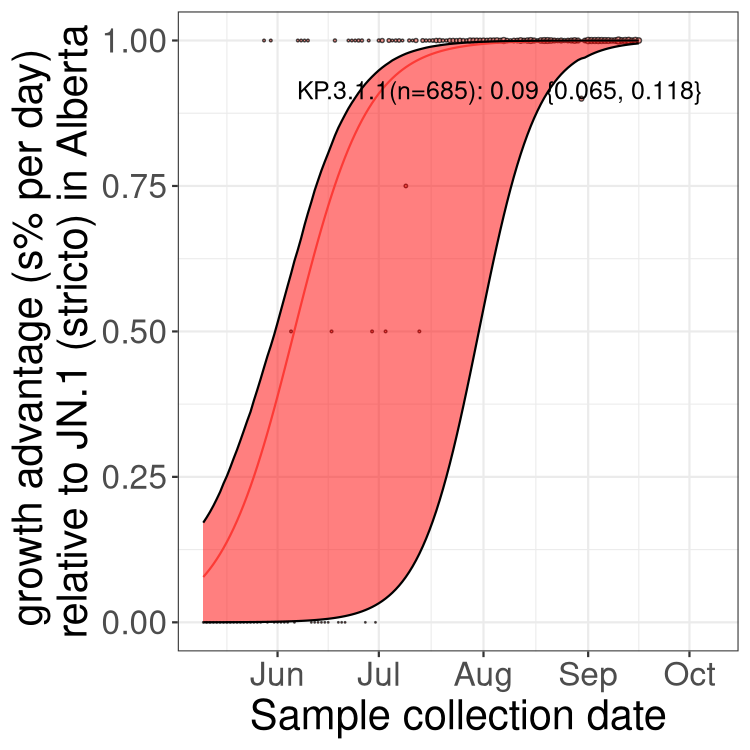 growth advantage (s% per day)
relative to JN.1 (stricto) in Alberta
1.00
0.75
0.50
0.25
0.00
KP.3.1.1(n=685): 0.09 {0.065, 0.118}
Jun Jul Aug Sep Oct
Sample collection date